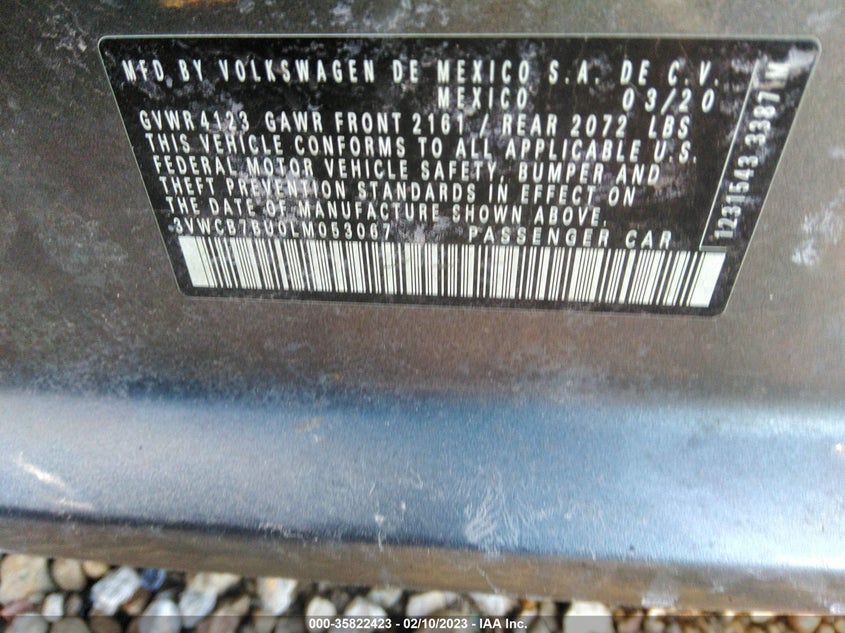 MFD. BY VOLKSWAGEN DE MEXICO S.A. DE C.V.
MEXICO 03/20
GVWR 4123 GAWR FRONT 2161 / REAR 2072 LBS
THIS VEHICLE CONFORMS TO ALL APPLICABLE U.S.
FEDERAL MOTOR VEHICLE SAFETY, BUMPER AND
THEFT PREVENTION STANDARDS IN EFFECT ON
THE DATE OF MANUFACTURE SHOWN ABOVE.
3VWCB7BU0LM053067 PASSENGER CAR
1231543 3387 M
000-35822423 - 02/10/2023 - IAA Inc.